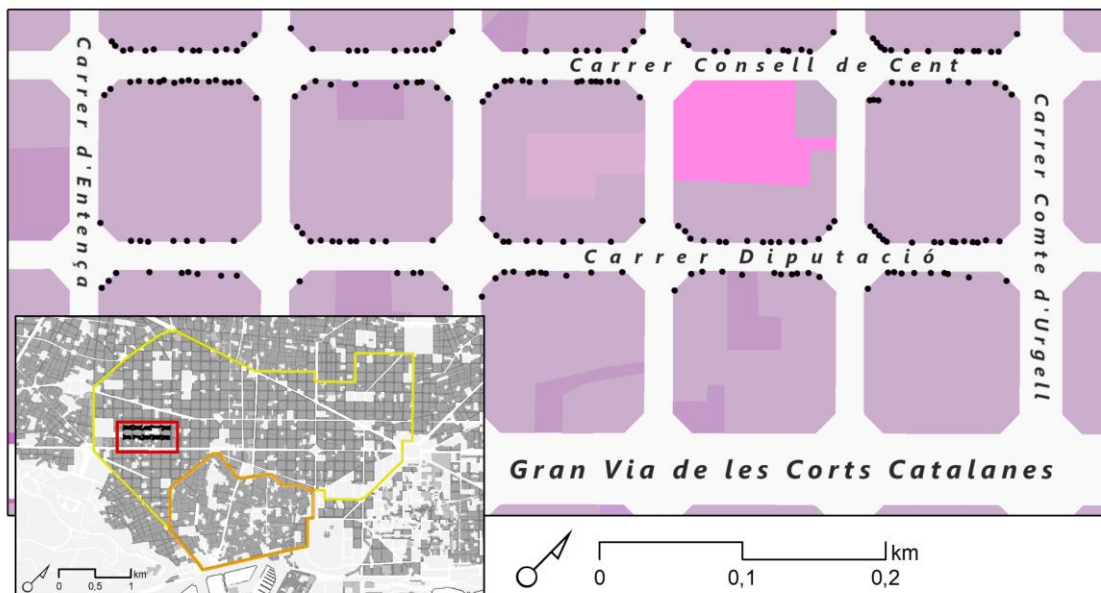 Carrer Consell de Cent
Carrer d'Entença
Carrer Comte d'Urgell
Carrer Diputació
Gran Via de les Corts Catalanes
km
0 0,5 1
km
0 0,1 0,2